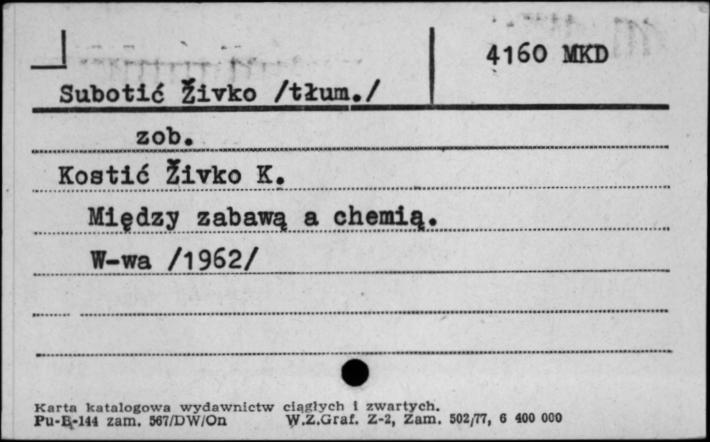 4160 MKD
Subotić Živko /tłum./
zob.
Kostić Živko K.
Między zabawą a chemią.
W-wa /1962/
Karta katalogowa wydawnictw ciągłych i zwartych.
Pu-B-144 zam. 567/DW/On W.Z.Graf. Z-2, Zam. 502/77, 6 400 000